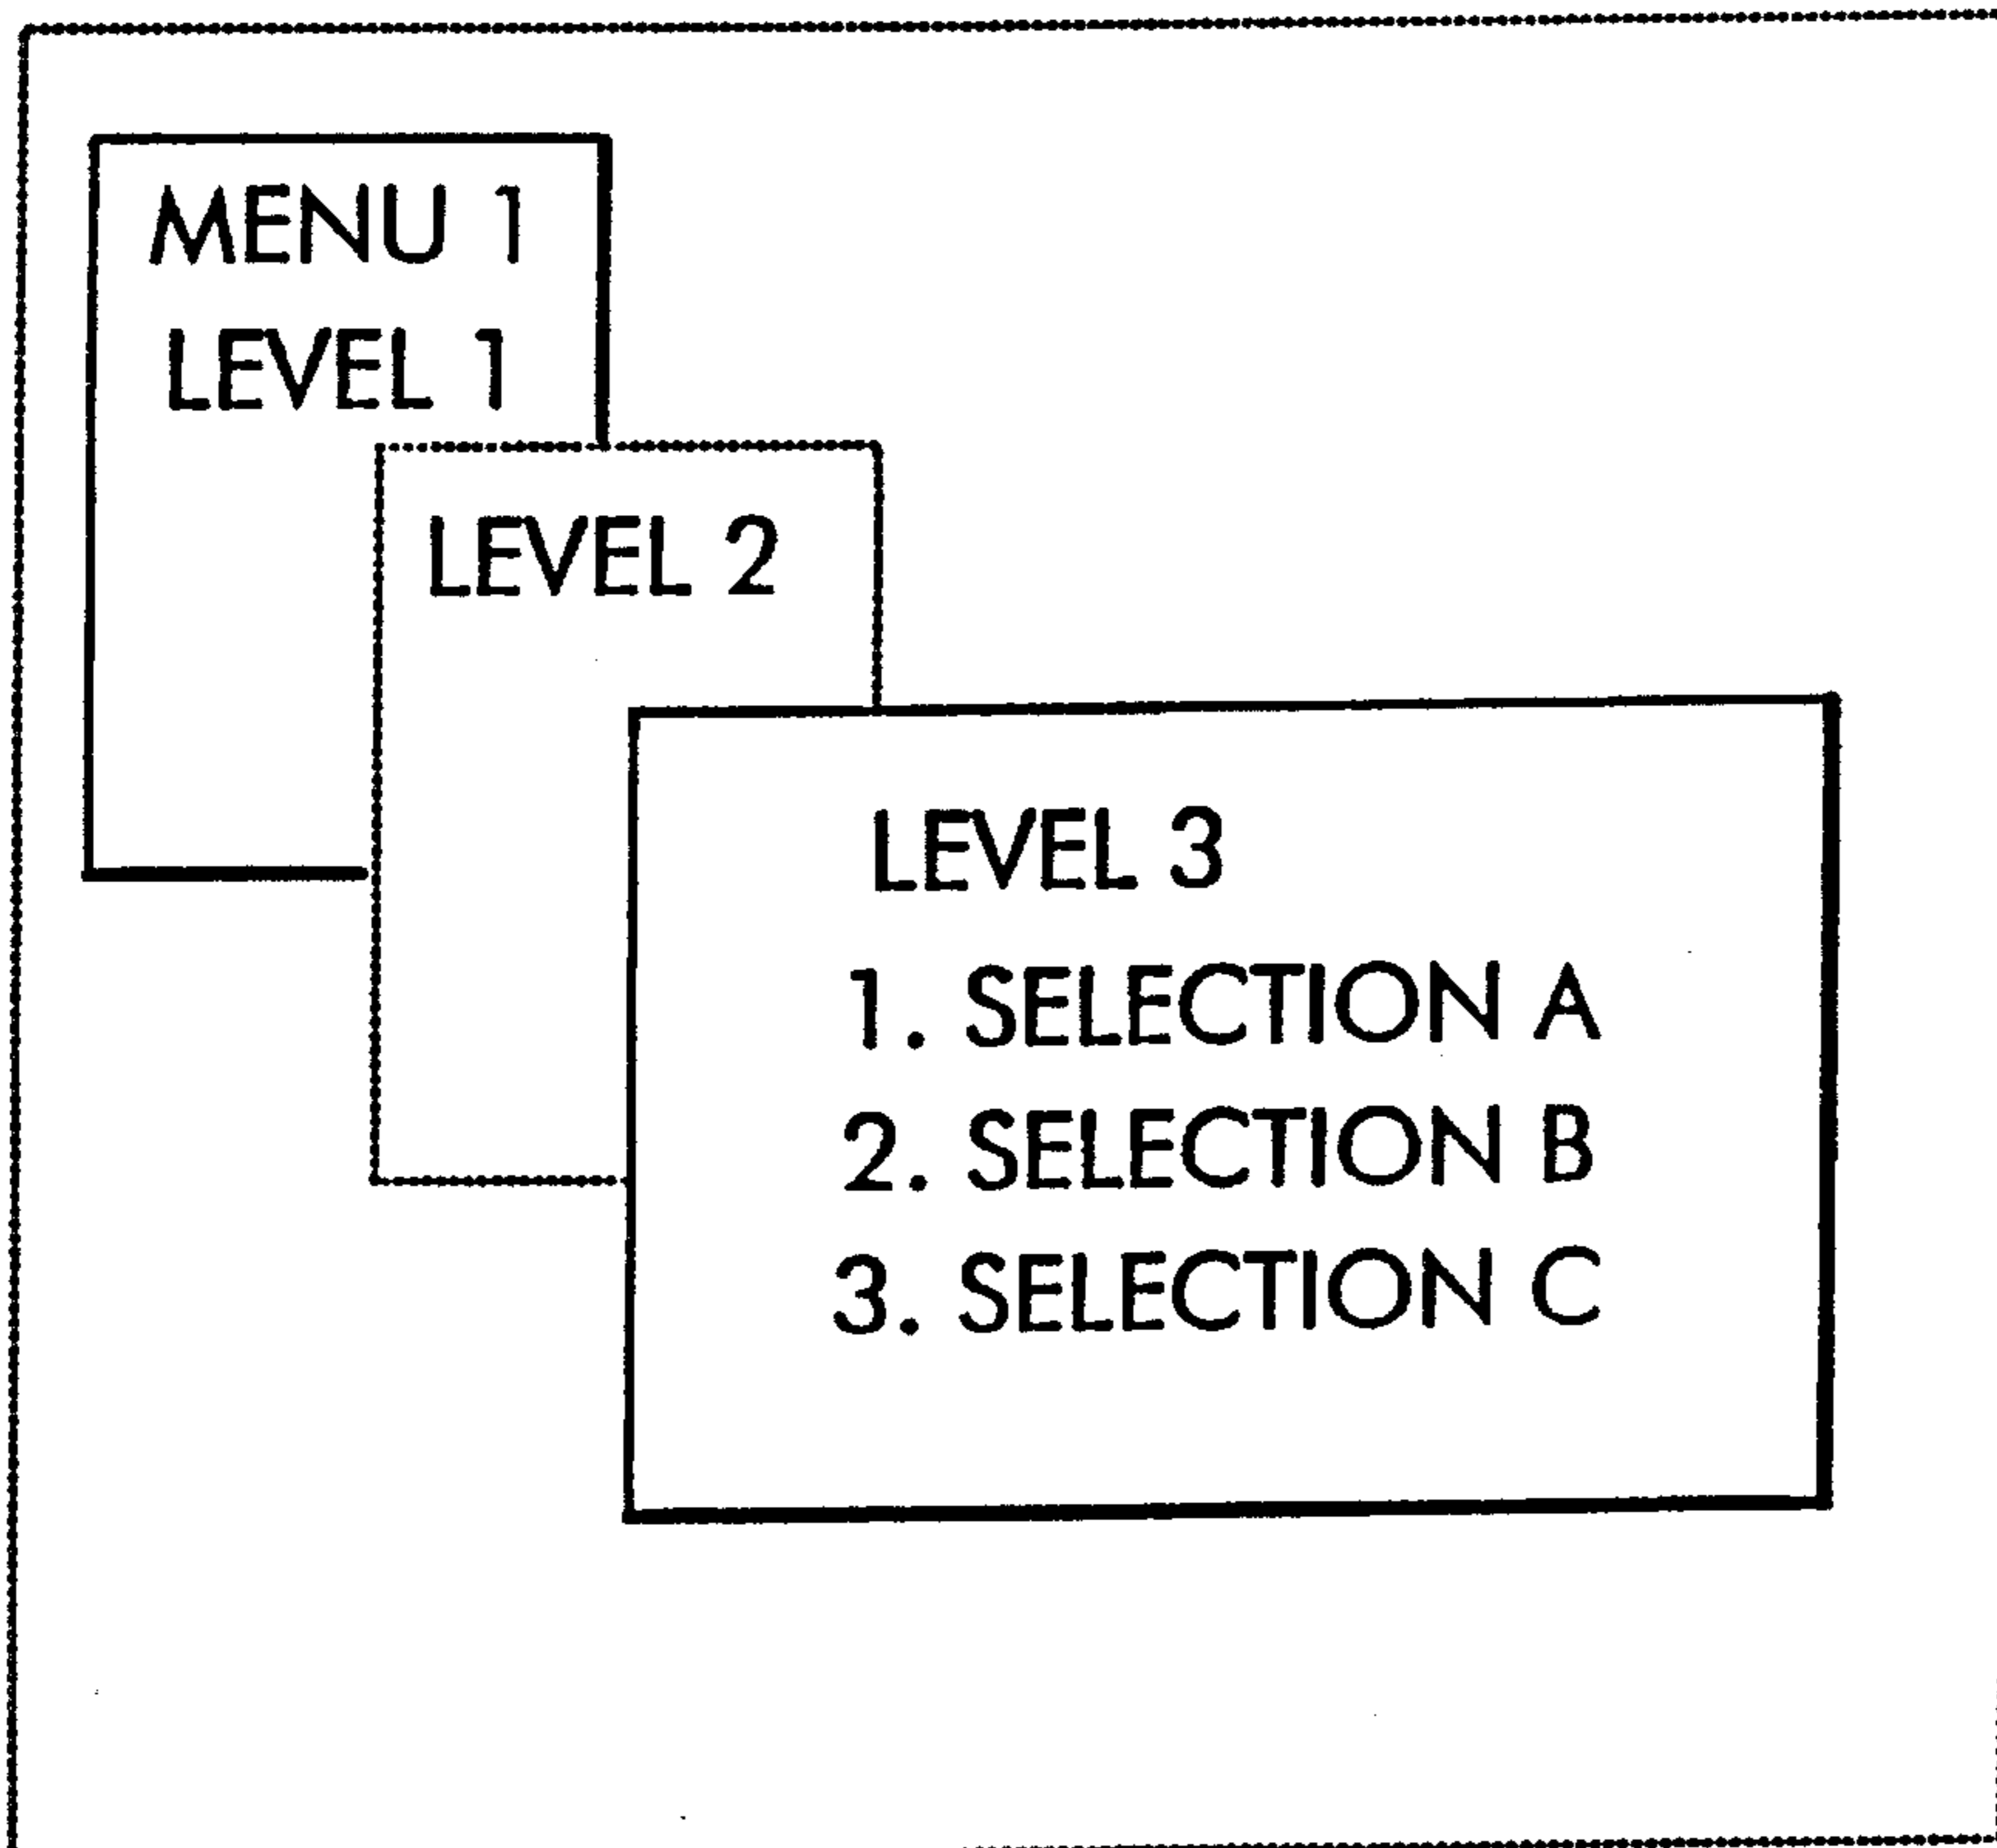 MENU 1
LEVEL 1
LEVEL 2
LEVEL 3
1. SELECTION A
2. SELECTION B
3. SELECTION C